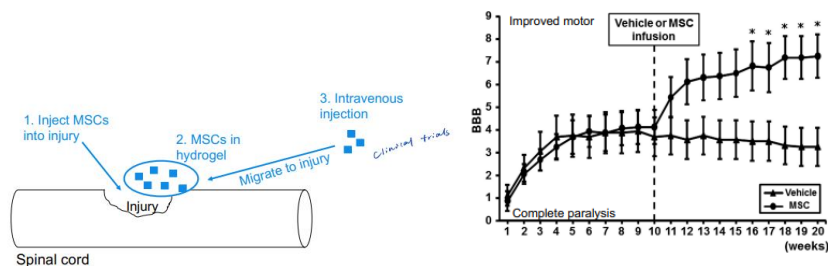 1. Inject MSCs
into injury
2. MSCs in
hydrogel
3. Intravenous
injection
clinical trials
Migrate to injury
Injury
Spinal cord
9
8
7
6
5
4
3
2
1
0
BBB
Improved motor
Vehicle or MSC
infusion
* * * * *
Vehicle
MSC
Complete paralysis
1 2 3 4 5 6 7 8 9 10 11 12 13 14 15 16 17 18 19 20
(weeks)